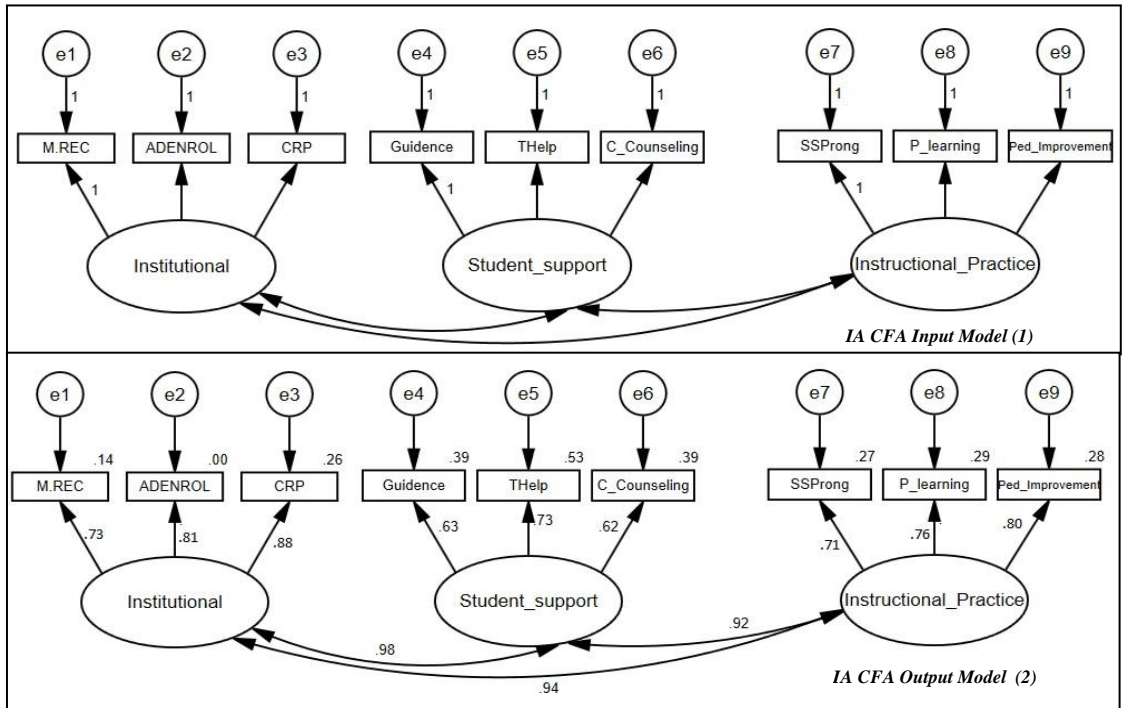 e1 e2 e3 e4 e5 e6 e7 e8 e9
1 1 1 1 1 1 1 1 1
M.REC ADENROL CRP Guidence THelp C_Counseling SSProng P_learning Ped_Improvement
1 1 1
Institutional Student_support Instructional_Practice
IA CFA Input Model (1)
e1 e2 e3 e4 e5 e6 e7 e8 e9
.14 .00 .26 .39 .53 .39 .27 .29 .28
M.REC ADENROL CRP Guidence THelp C_Counseling SSProng P_learning Ped_Improvement
.73 .81 .88 .63 .73 .62 .71 .76 .80
Institutional Student_support Instructional_Practice
.98 .92
.94
IA CFA Output Model (2)